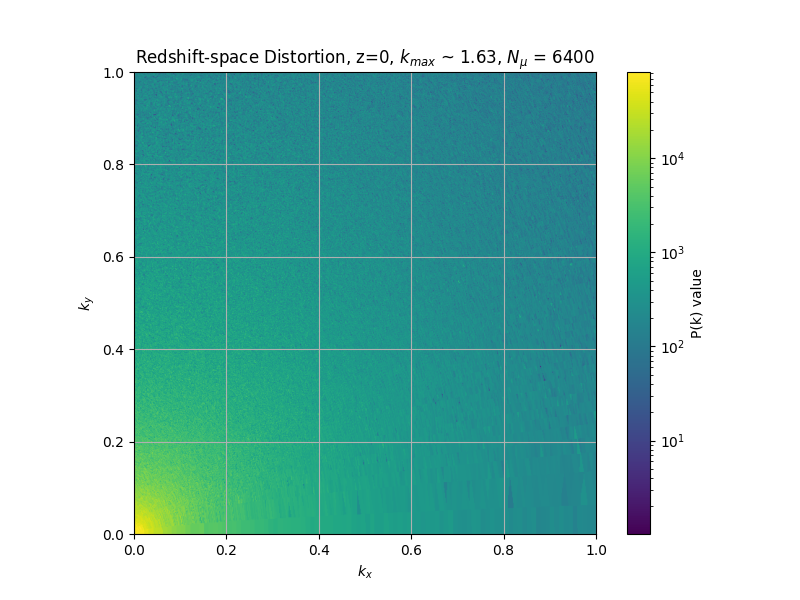 Redshift-space Distortion, z=0, $k_{max}$ ~ 1.63, $N_{\mu}$ = 6400
1.0
0.8
0.6
0.4
0.2
0.0
$k_y$
0.0 0.2 0.4 0.6 0.8 1.0
$k_x$
$10^4$
$10^3$
$10^2$
$10^1$
P(k) value